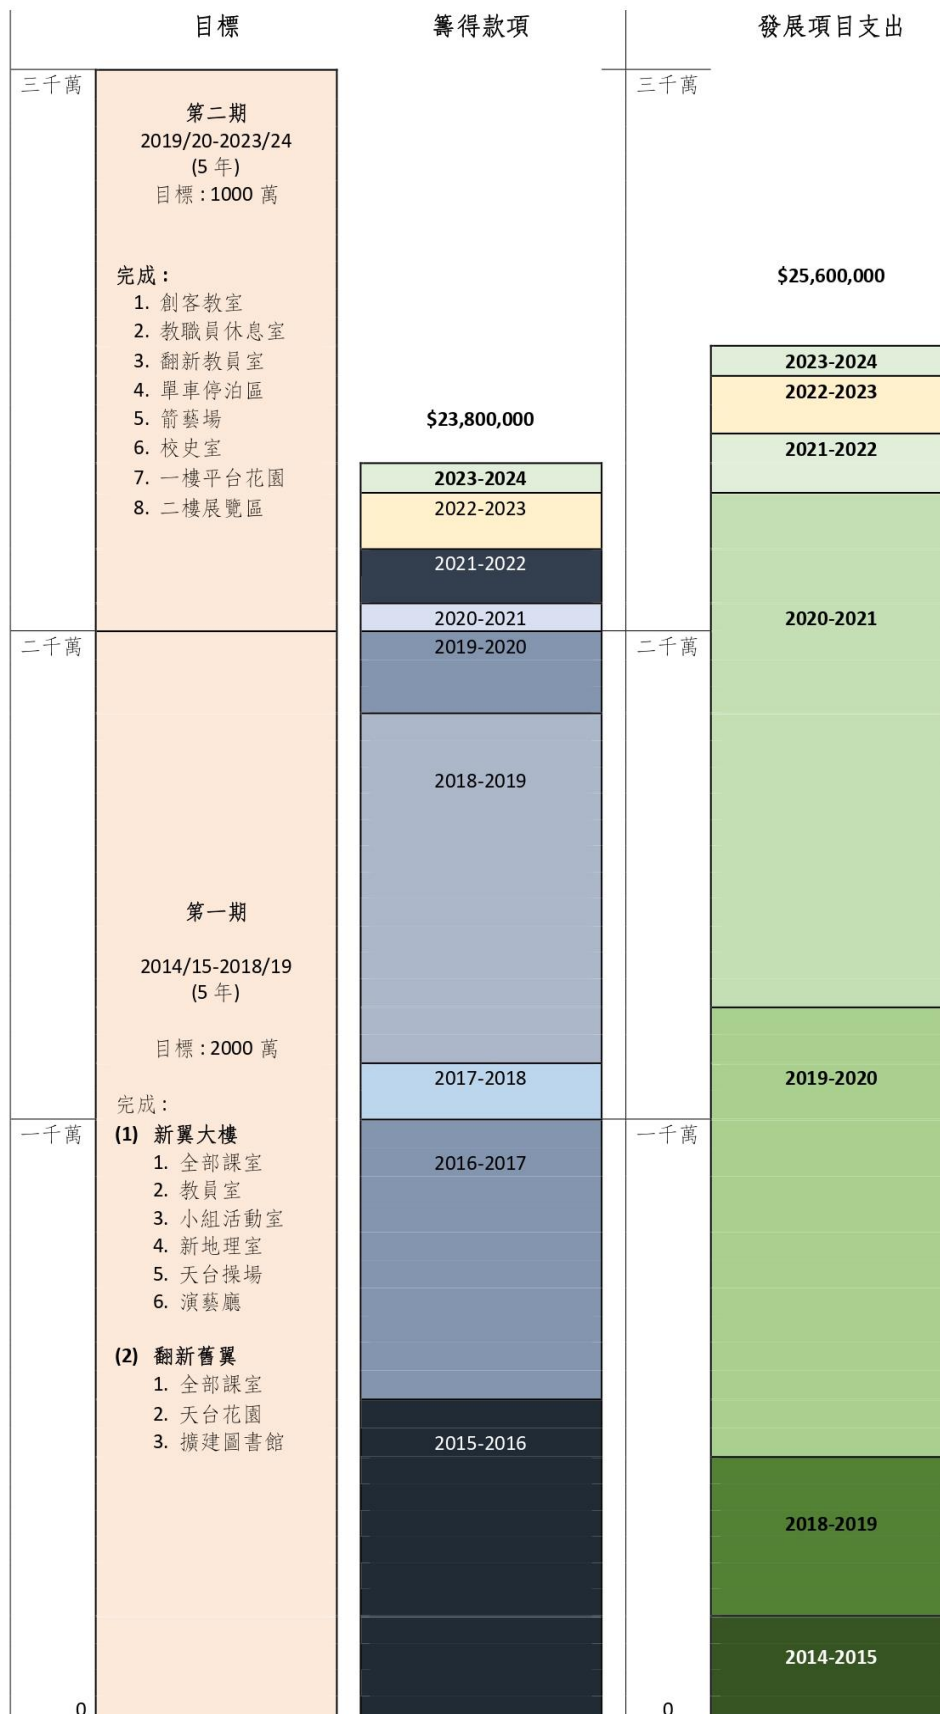 目標
籌得款項
發展項目支出
三千萬
三千萬
第二期
2019/20-2023/24
(5 年)
目標 : 1000 萬
完成 :
1. 創客教室
2. 教職員休息室
3. 翻新教員室
4. 單車停泊區
5. 箭藝場
6. 校史室
7. 一樓平台花園
8. 二樓展覽區
二千萬
第一期
2014/15-2018/19
(5 年)
目標 : 2000 萬
完成 :
一千萬
(1) 新翼大樓
1. 全部課室
2. 教員室
3. 小組活動室
4. 新地理室
5. 天台操場
6. 演藝廳
(2) 翻新舊翼
1. 全部課室
2. 天台花園
3. 擴建圖書館
0
$23,800,000
2023-2024
2022-2023
2021-2022
2020-2021
2019-2020
2018-2019
2017-2018
2016-2017
2015-2016
二千萬
一千萬
0
$25,600,000
2023-2024
2022-2023
2021-2022
2020-2021
2019-2020
2018-2019
2014-2015